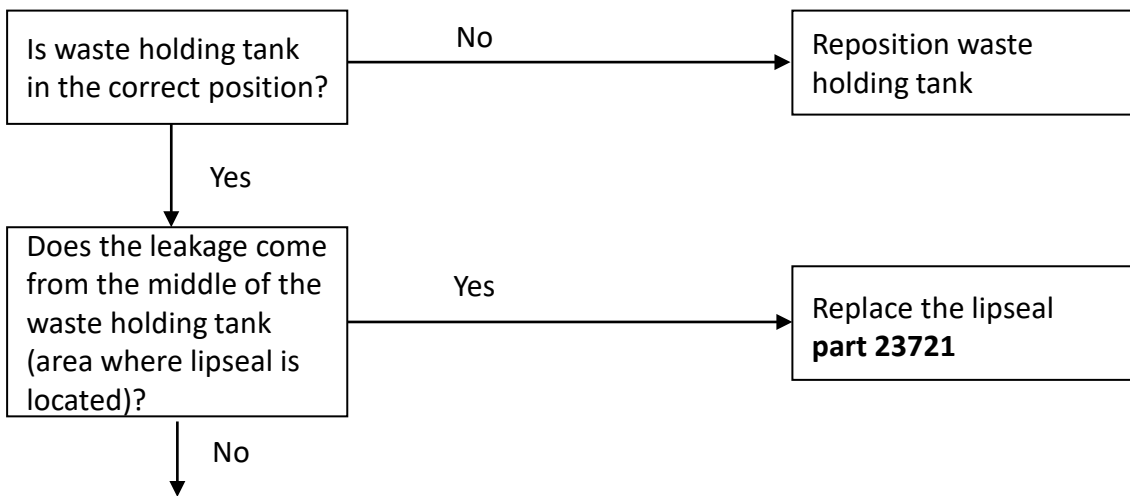 Is waste holding tank
in the correct position?
No
Reposition waste
holding tank
Yes
Does the leakage come
from the middle of the
waste holding tank
(area where lipseal is
located)?
Yes
Replace the lipseal
part 23721
No